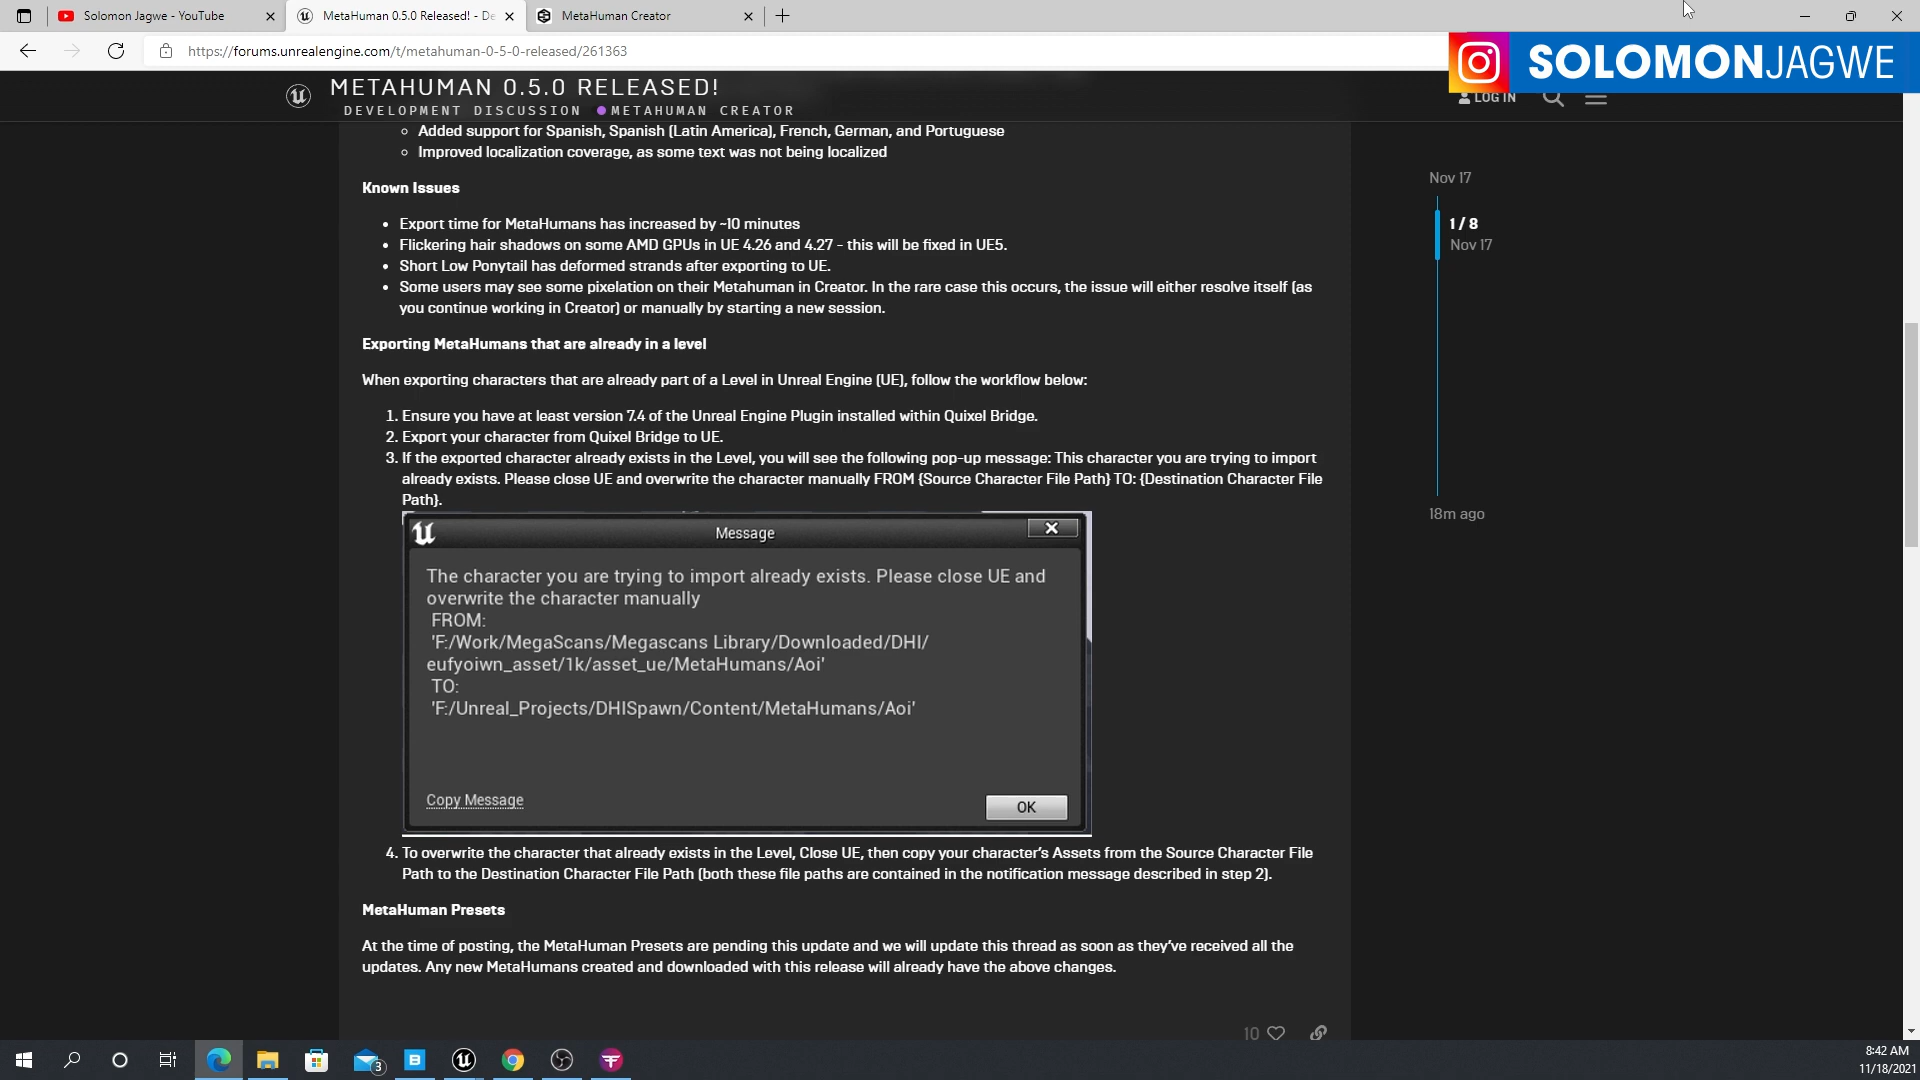 Solomon Jagwe - YouTube
MetaHuman 0.5.0 Released! - De
MetaHuman Creator
https://forums.unrealengine.com/t/metahuman-0-5-0-released/261363
SOLOMONJAGWE
METAHUMAN 0.5.0 RELEASED!
DEVELOPMENT DISCUSSION METAHUMAN CREATOR
LOG IN
Added support for Spanish, Spanish (Latin America), French, German, and Portuguese
Improved localization coverage, as some text was not being localized
Known Issues
Export time for MetaHumans has increased by ~10 minutes
Flickering hair shadows on some AMD GPUs in UE 4.26 and 4.27 - this will be fixed in UE5.
Short Low Ponytail has deformed strands after exporting to UE.
Some users may see some pixelation on their Metahuman in Creator. In the rare case this occurs, the issue will either resolve itself (as
you continue working in Creator) or manually by starting a new session.
Exporting MetaHumans that are already in a level
When exporting characters that are already part of a Level in Unreal Engine (UE), follow the workflow below:
1. Ensure you have at least version 7.4 of the Unreal Engine Plugin installed within Quixel Bridge.
2. Export your character from Quixel Bridge to UE.
3. If the exported character already exists in the Level, you will see the following pop-up message: This character you are trying to import
already exists. Please close UE and overwrite the character manually FROM {Source Character File Path} TO: {Destination Character File
Path}.
Message
The character you are trying to import already exists. Please close UE and
overwrite the character manually
FROM:
'F:/Work/MegaScans/Megascans Library/Downloaded/DHI/
eufyoiwn_asset/1k/asset_ue/MetaHumans/Aoi'
TO:
'F:/Unreal_Projects/DHISpawn/Content/MetaHumans/Aoi'
Copy Message
OK
4. To overwrite the character that already exists in the Level, Close UE, then copy your character's Assets from the Source Character File
Path to the Destination Character File Path (both these file paths are contained in the notification message described in step 2).
MetaHuman Presets
At the time of posting, the MetaHuman Presets are pending this update and we will update this thread as soon as they've received all the
updates. Any new MetaHumans created and downloaded with this release will already have the above changes.
10
Nov 17
1 / 8
Nov 17
18m ago
3
8:42 AM
11/18/2021